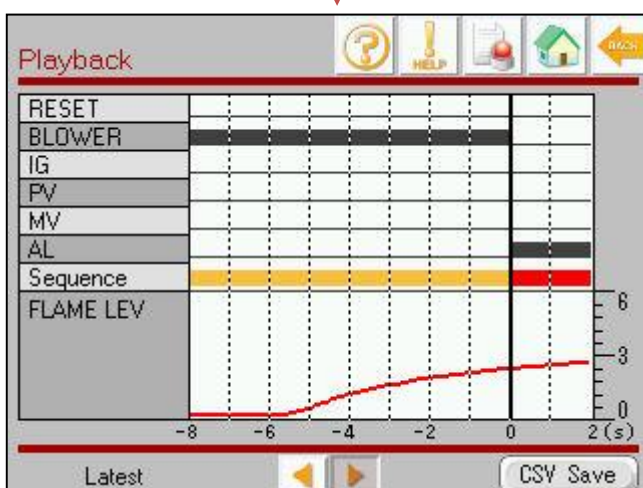 Playback
HELP
BACK
RESET
BLOWER
IG
PV
MV
AL
Sequence
FLAME LEV
6
3
0
-8 -6 -4 -2 0 2 (s)
Latest
CSV Save